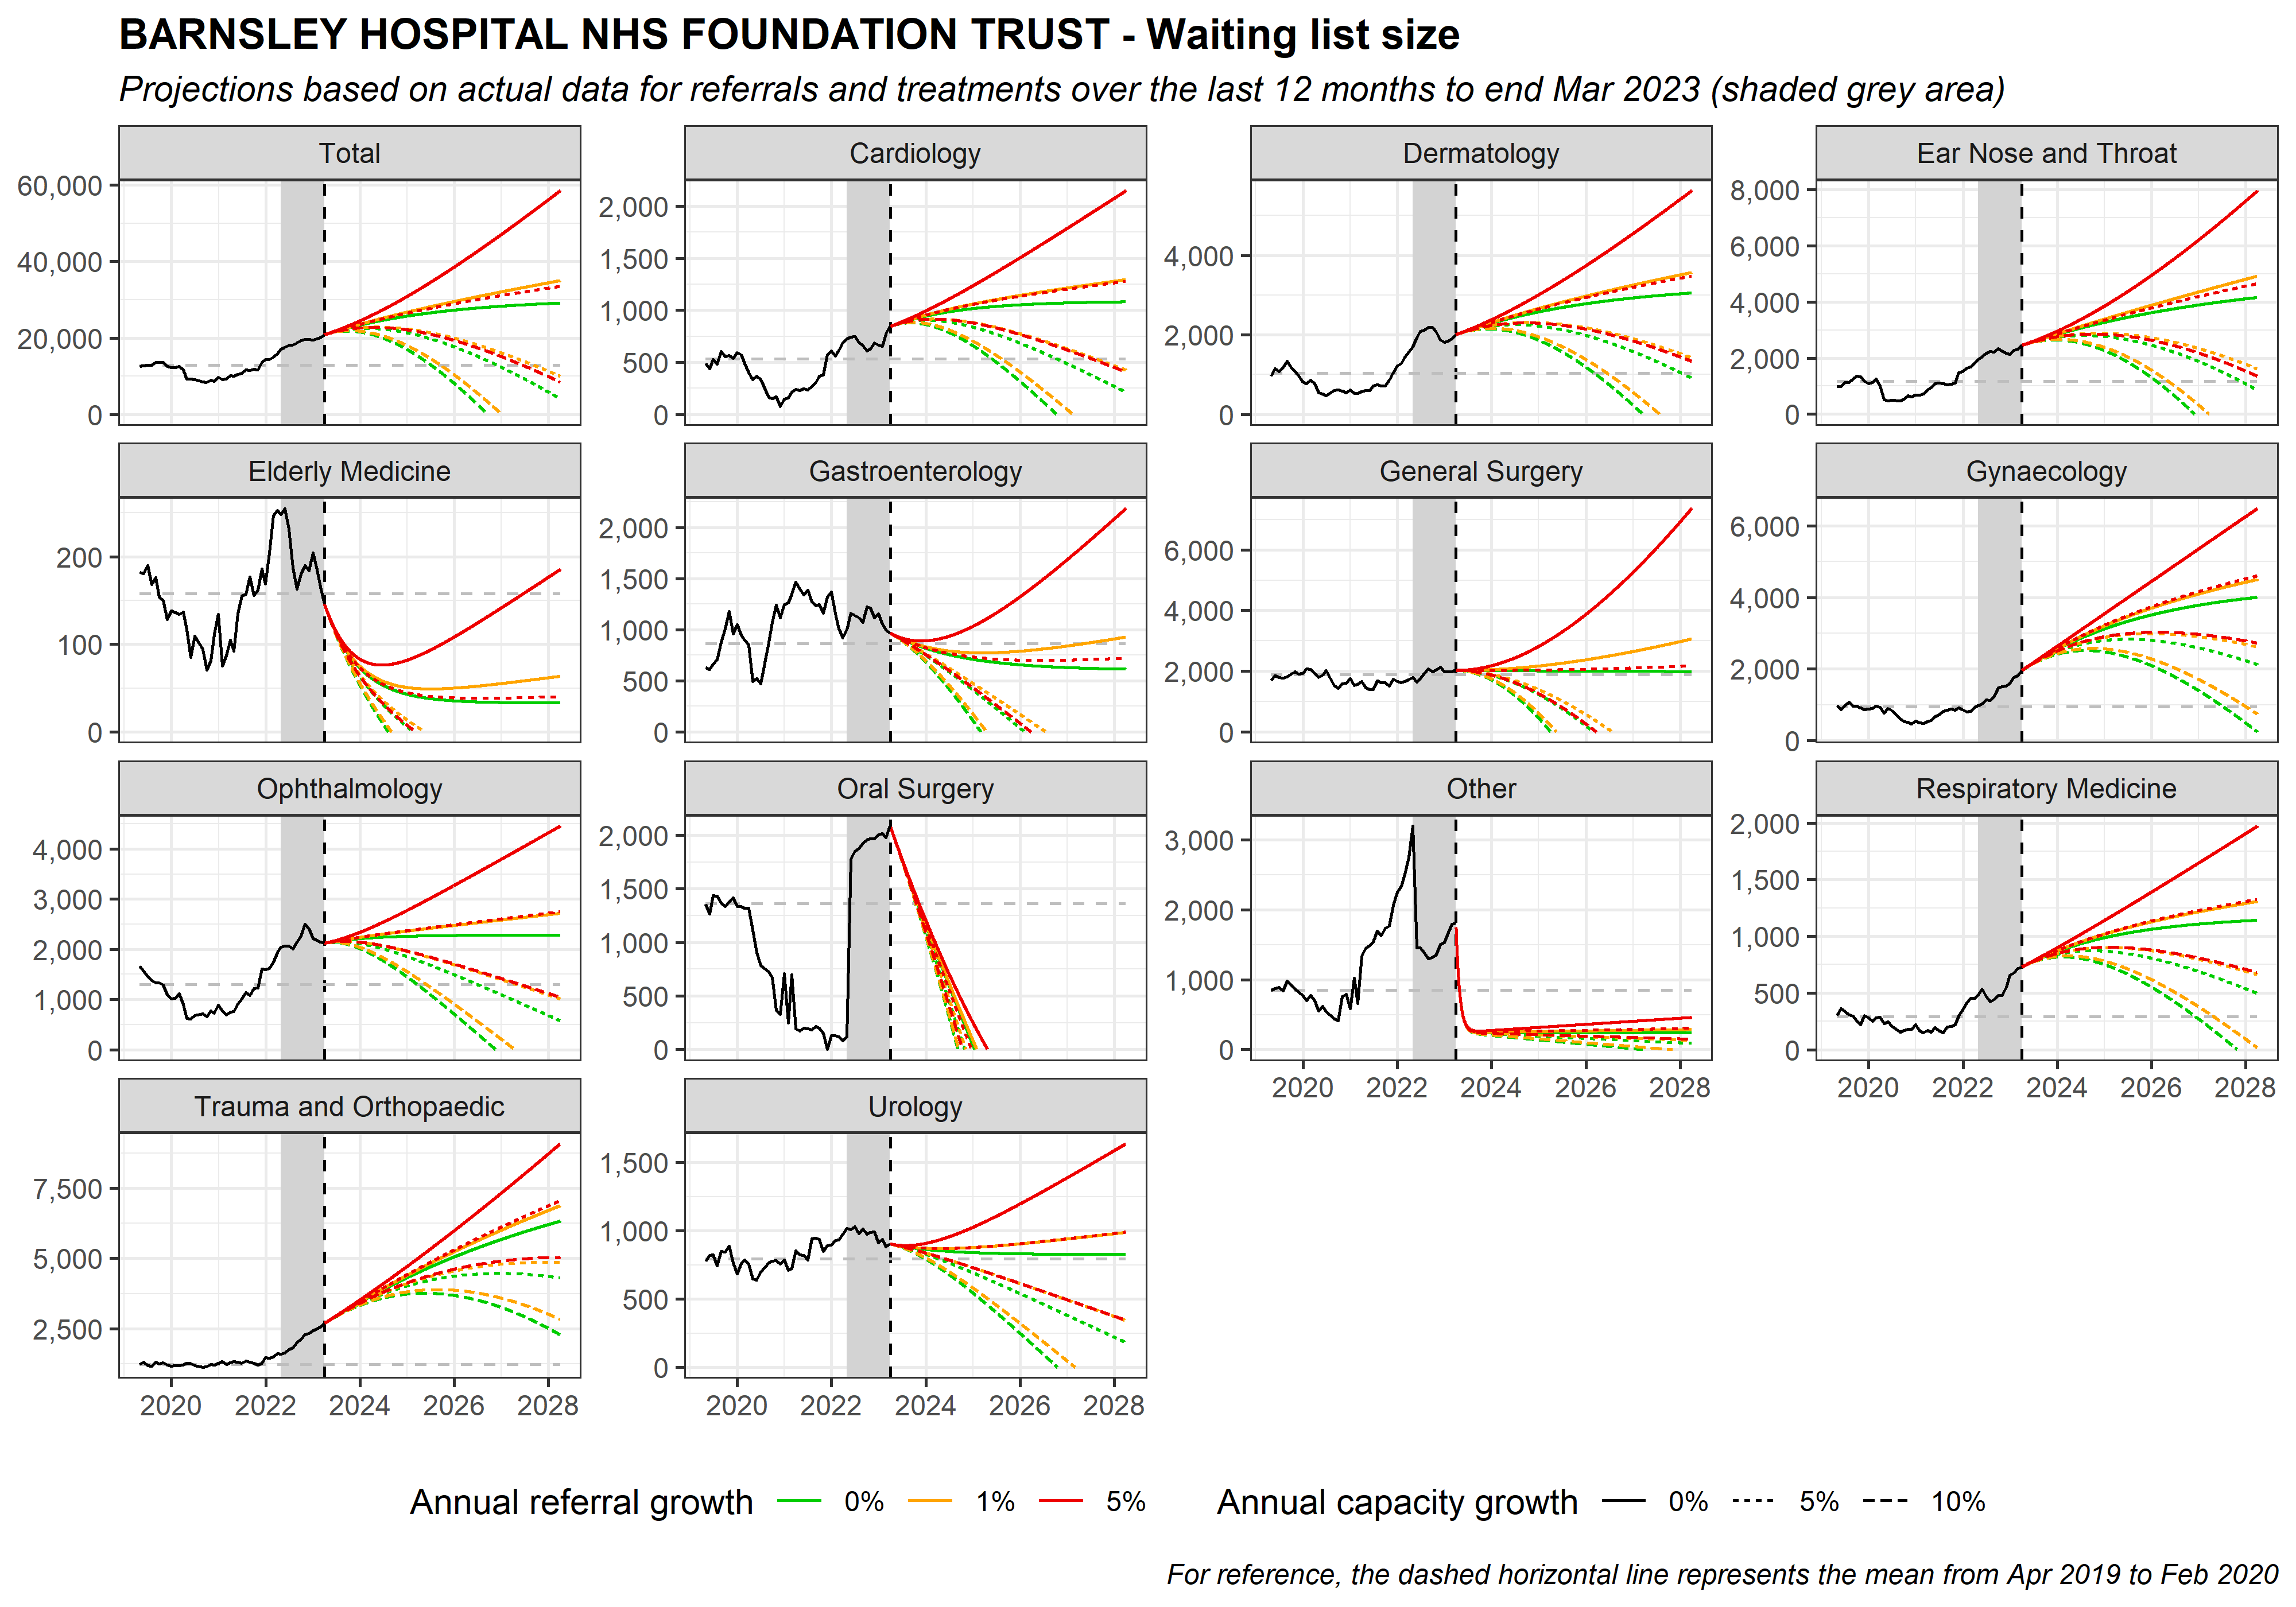 BARNSLEY HOSPITAL NHS FOUNDATION TRUST - Waiting list size
Projections based on actual data for referrals and treatments over the last 12 months to end Mar 2023 (shaded grey area)
Total
60,000
40,000
20,000
0
Cardiology
2,000
1,500
1,000
500
0
Dermatology
4,000
2,000
0
Ear Nose and Throat
8,000
6,000
4,000
2,000
0
Elderly Medicine
200
100
0
Gastroenterology
2,000
1,500
1,000
500
0
General Surgery
6,000
4,000
2,000
0
Gynaecology
6,000
4,000
2,000
0
Ophthalmology
4,000
3,000
2,000
1,000
0
Oral Surgery
2,000
1,500
1,000
500
0
Other
3,000
2,000
1,000
0
2020 2022 2024 2026 2028
Respiratory Medicine
2,000
1,500
1,000
500
0
2020 2022 2024 2026 2028
Trauma and Orthopaedic
7,500
5,000
2,500
2020 2022 2024 2026 2028
Urology
1,500
1,000
500
0
2020 2022 2024 2026 2028
Annual referral growth 0% 1% 5%
Annual capacity growth 0% 5% 10%
For reference, the dashed horizontal line represents the mean from Apr 2019 to Feb 2020